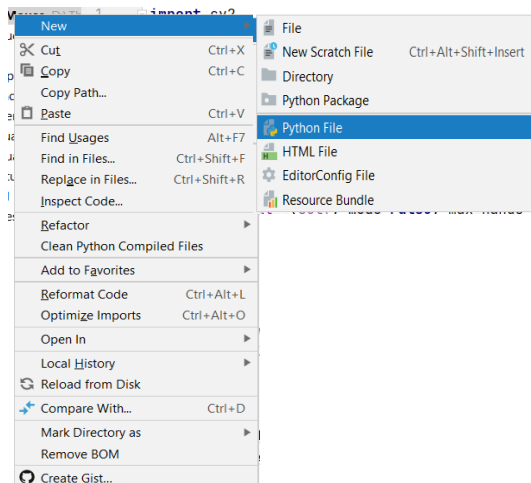 import cv2
New
Cut Ctrl+X
Copy Ctrl+C
Copy Path...
Paste Ctrl+V
Find Usages Alt+F7
Find in Files... Ctrl+Shift+F
Replace in Files... Ctrl+Shift+R
Inspect Code...
Refactor
Clean Python Compiled Files
Add to Favorites
Reformat Code Ctrl+Alt+L
Optimize Imports Ctrl+Alt+O
Open In
Local History
Reload from Disk
Compare With... Ctrl+D
Mark Directory as
Remove BOM
Create Gist...
File
New Scratch File Ctrl+Alt+Shift+Insert
Directory
Python Package
Python File
HTML File
EditorConfig File
Resource Bundle